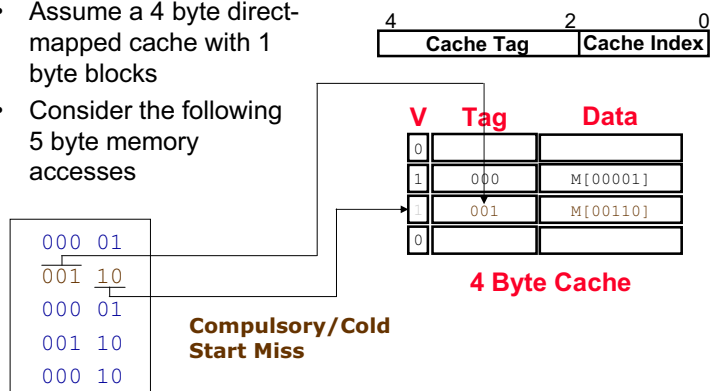 • Assume a 4 byte direct-
mapped cache with 1
byte blocks
• Consider the following
5 byte memory
accesses
4 2 0
Cache Tag Cache Index
V Tag Data
0
1 000 M[00001]
1 001 M[00110]
0
4 Byte Cache
000 01
001 10
000 01
001 10
000 10
Compulsory/Cold
Start Miss